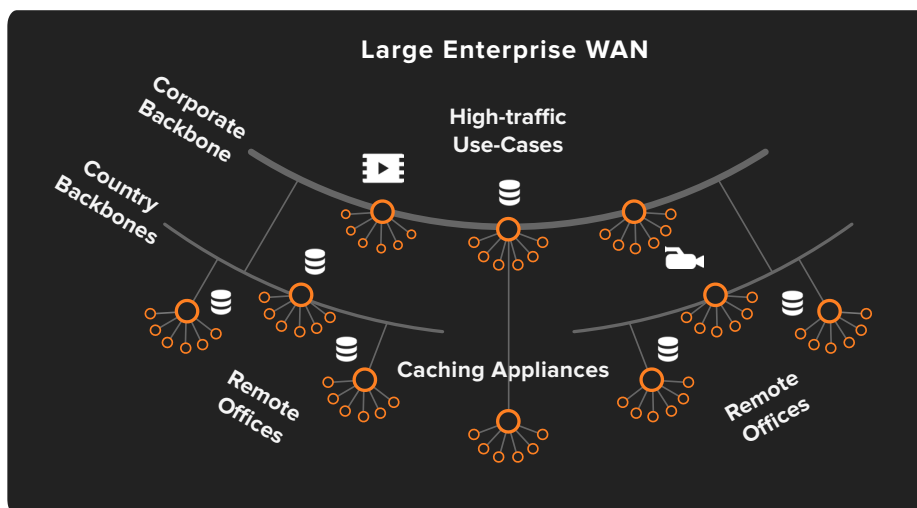 Large Enterprise WAN
Corporate
Backbone
High-traffic
Use-Cases
Country
Backbones
Caching Appliances
Remote
Offices
Remote
Offices